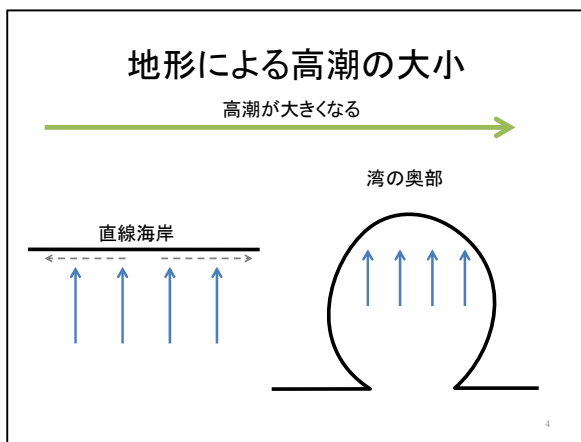 地形による高潮の大小
高潮が大きくなる
湾の奥部
直線海岸
4